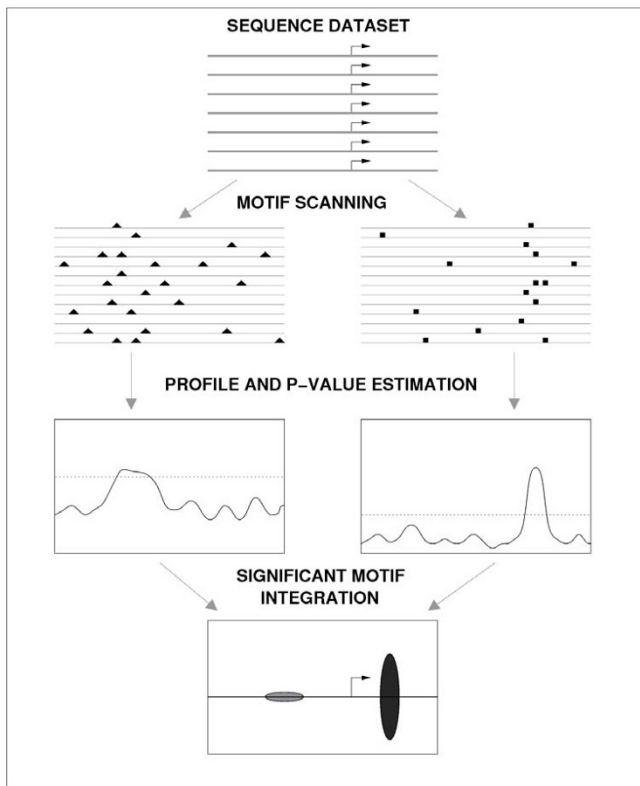 SEQUENCE DATASET
MOTIF SCANNING
PROFILE AND P−VALUE ESTIMATION
SIGNIFICANT MOTIF
INTEGRATION